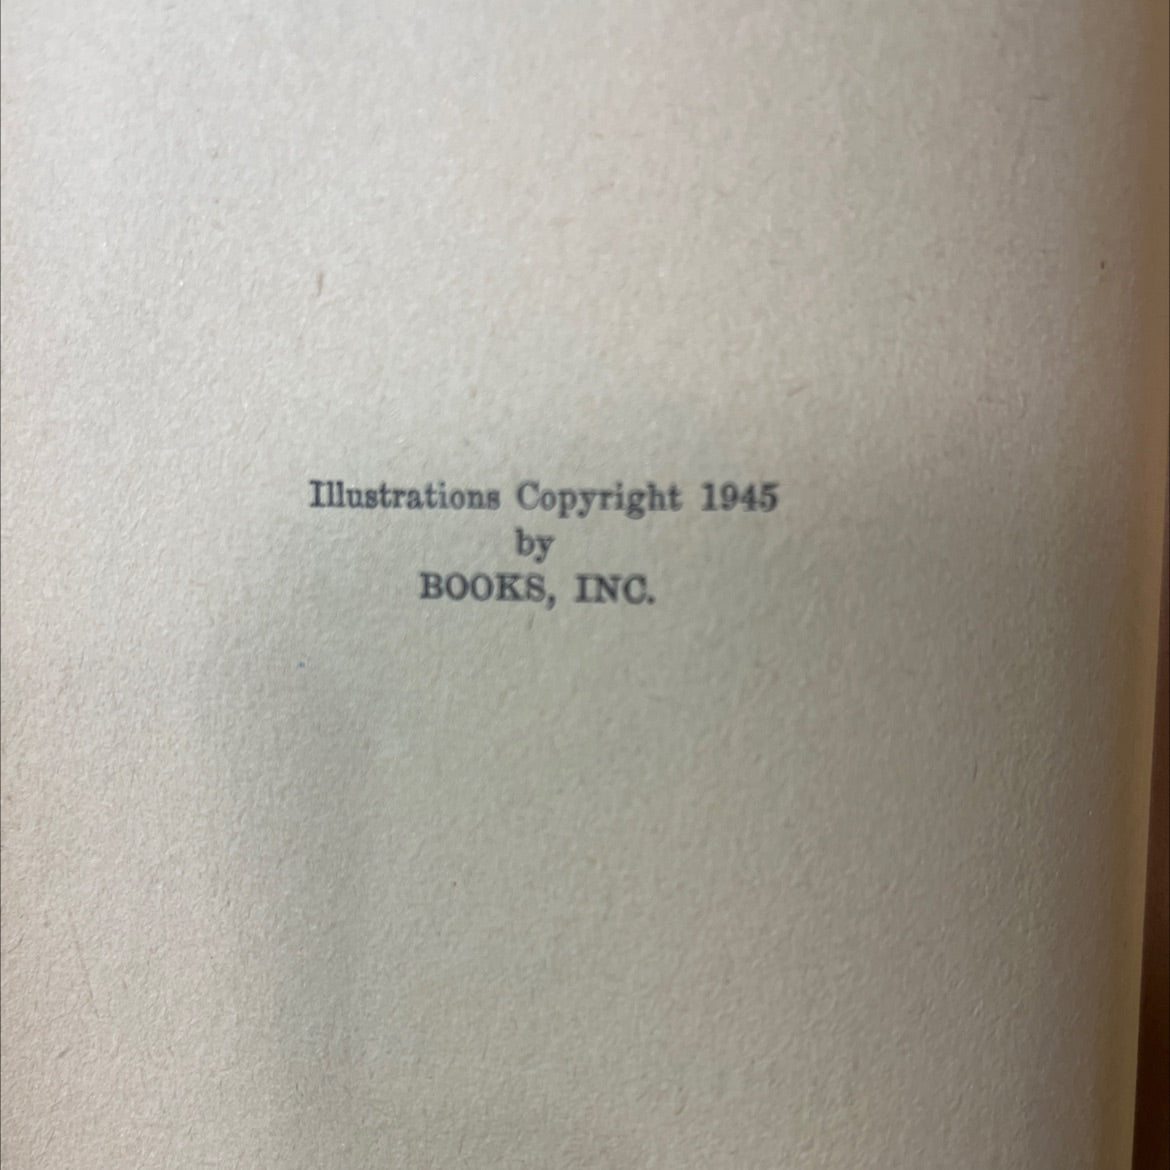 Illustrations Copyright 1945
by
BOOKS, INC.